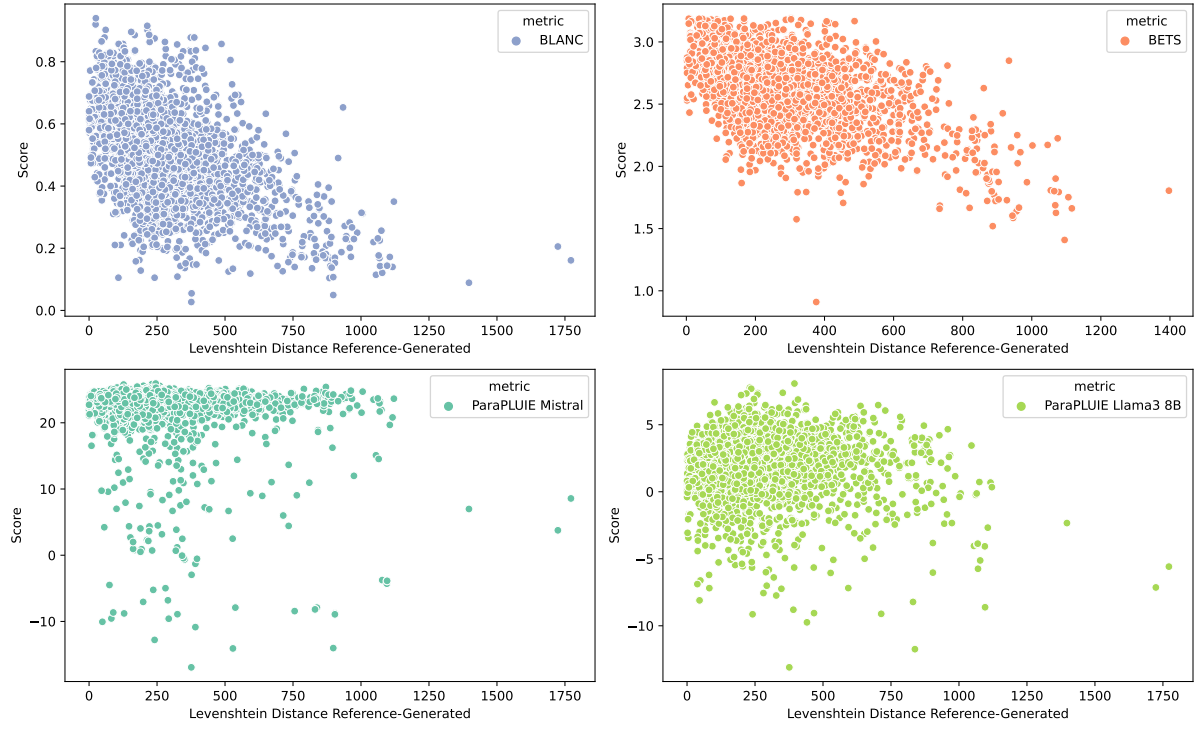 metric
BLANC
Score
0.8
0.6
0.4
0.2
0.0
0 250 500 750 1000 1250 1500 1750
Levenshtein Distance Reference-Generated
metric
BETS
Score
3.0
2.5
2.0
1.5
1.0
0 200 400 600 800 1000 1200 1400
Levenshtein Distance Reference-Generated
metric
ParaPLUIE Mistral
Score
20
10
0
−10
0 250 500 750 1000 1250 1500 1750
Levenshtein Distance Reference-Generated
metric
ParaPLUIE Llama3 8B
Score
5
0
−5
−10
0 250 500 750 1000 1250 1500 1750
Levenshtein Distance Reference-Generated